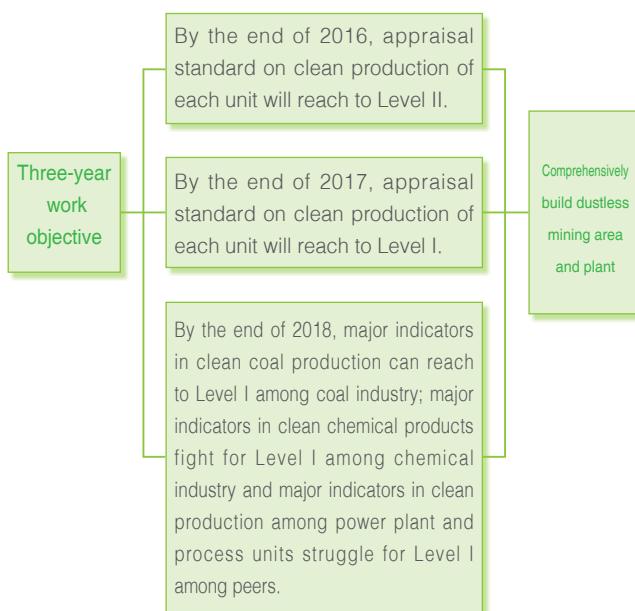 Three-year
work
objective
By the end of 2016, appraisal
standard on clean production of
each unit will reach to Level II.
By the end of 2017, appraisal
standard on clean production of
each unit will reach to Level I.
By the end of 2018, major indicators
in clean coal production can reach
to Level I among coal industry; major
indicators in clean chemical products
fight for Level I among chemical
industry and major indicators in clean
production among power plant and
process units struggle for Level I
among peers.
Comprehensively
build dustless
mining area
and plant